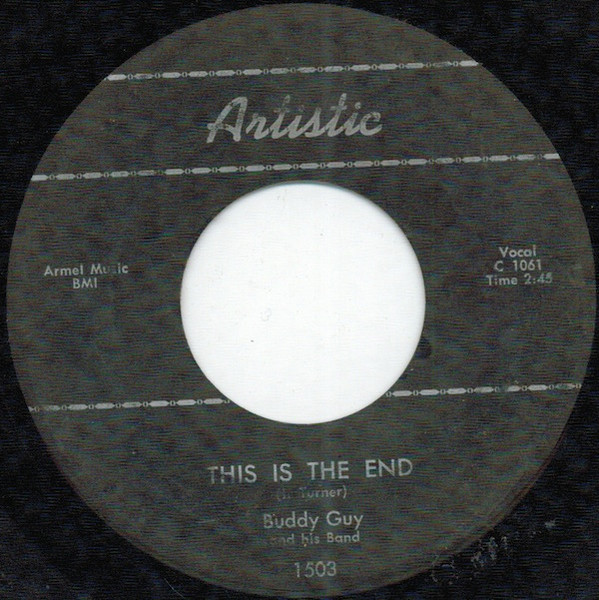 Artistic
Armel Music
BMI
Vocal
C 1061
Time 2:45
THIS IS THE END
(I. Turner)
Buddy Guy
and his Band
1503